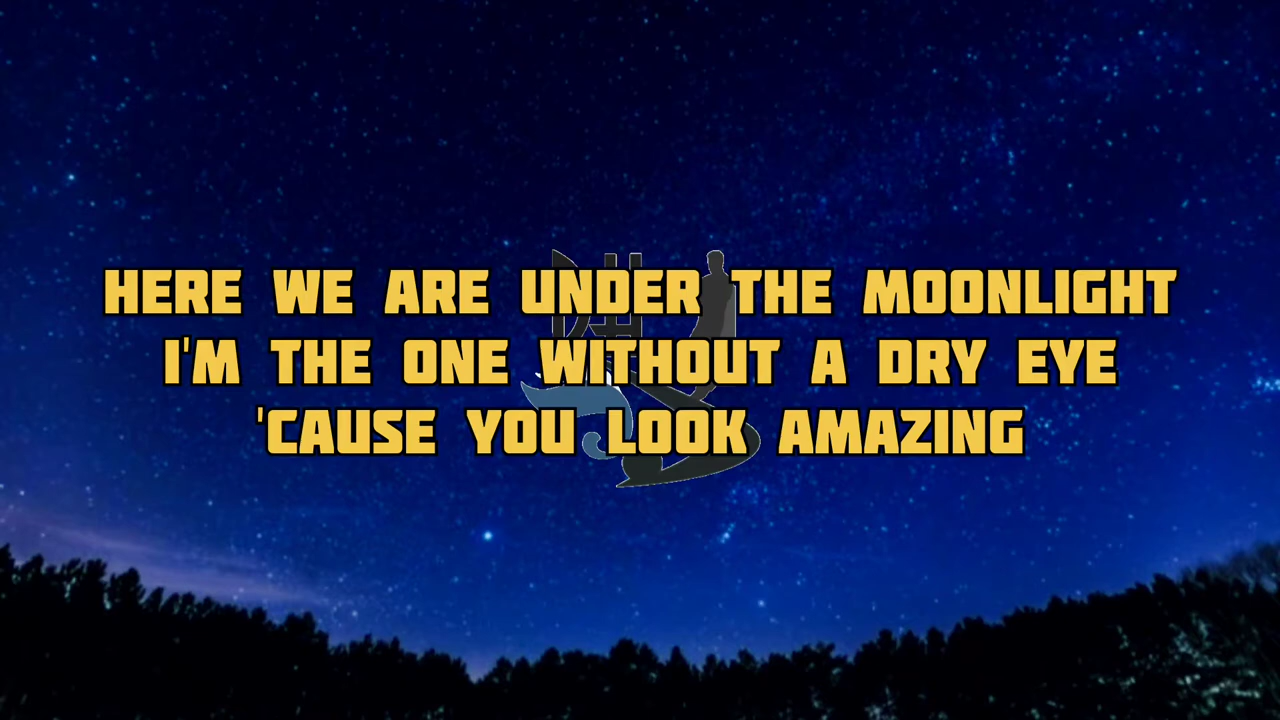 HERE WE ARE UNDER THE MOONLIGHT
I'M THE ONE WITHOUT A DRY EYE
'CAUSE YOU LOOK AMAZING